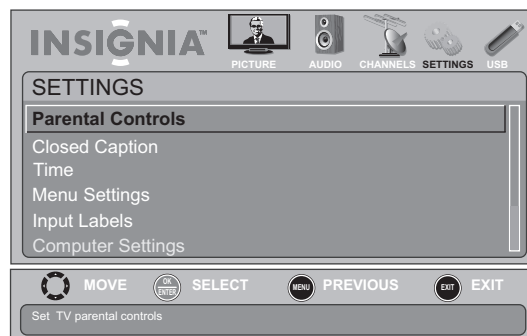 INSIGNIA™
PICTURE AUDIO CHANNELS SETTINGS USB
SETTINGS
Parental Controls
Closed Caption
Time
Menu Settings
Input Labels
Computer Settings
MOVE OK ENTER SELECT MENU PREVIOUS EXIT EXIT
Set TV parental controls